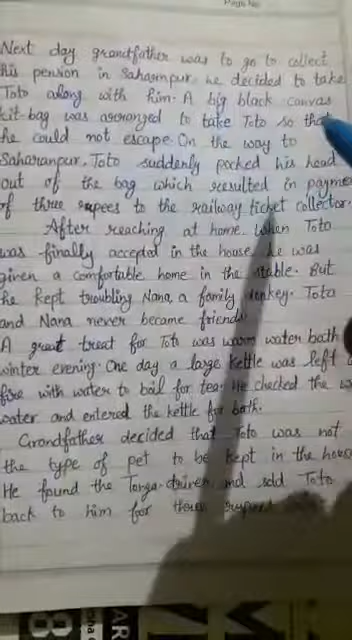 Page No
Next day grandfather was to go to collect
his pension in Saharnpur. he decided to take
Toto along with him. A big black canvas
kit-bag was arranged to take Toto so that
he could not escape. On the way to
Saharanpur. Toto suddenly pocked his head
out of the bag which resulted in payme
of three rupees to the railway ticket collector.
After reaching at home. When Toto
was finally accepted in the house he was
given a comfortable home in the stable. But
he kept troubling Nana, a family donkey. Toto
and Nana never became friends
A great treat for Toto was warm water bath
winter evening. One day a large kettle was left
fire with water to boil for tea. He checked the
water and entered the kettle for bath.
Grandfather decided that Toto was not
the type of pet to be kept in the house
He found the Tonga-driver and sold Toto
back to him for three rupees